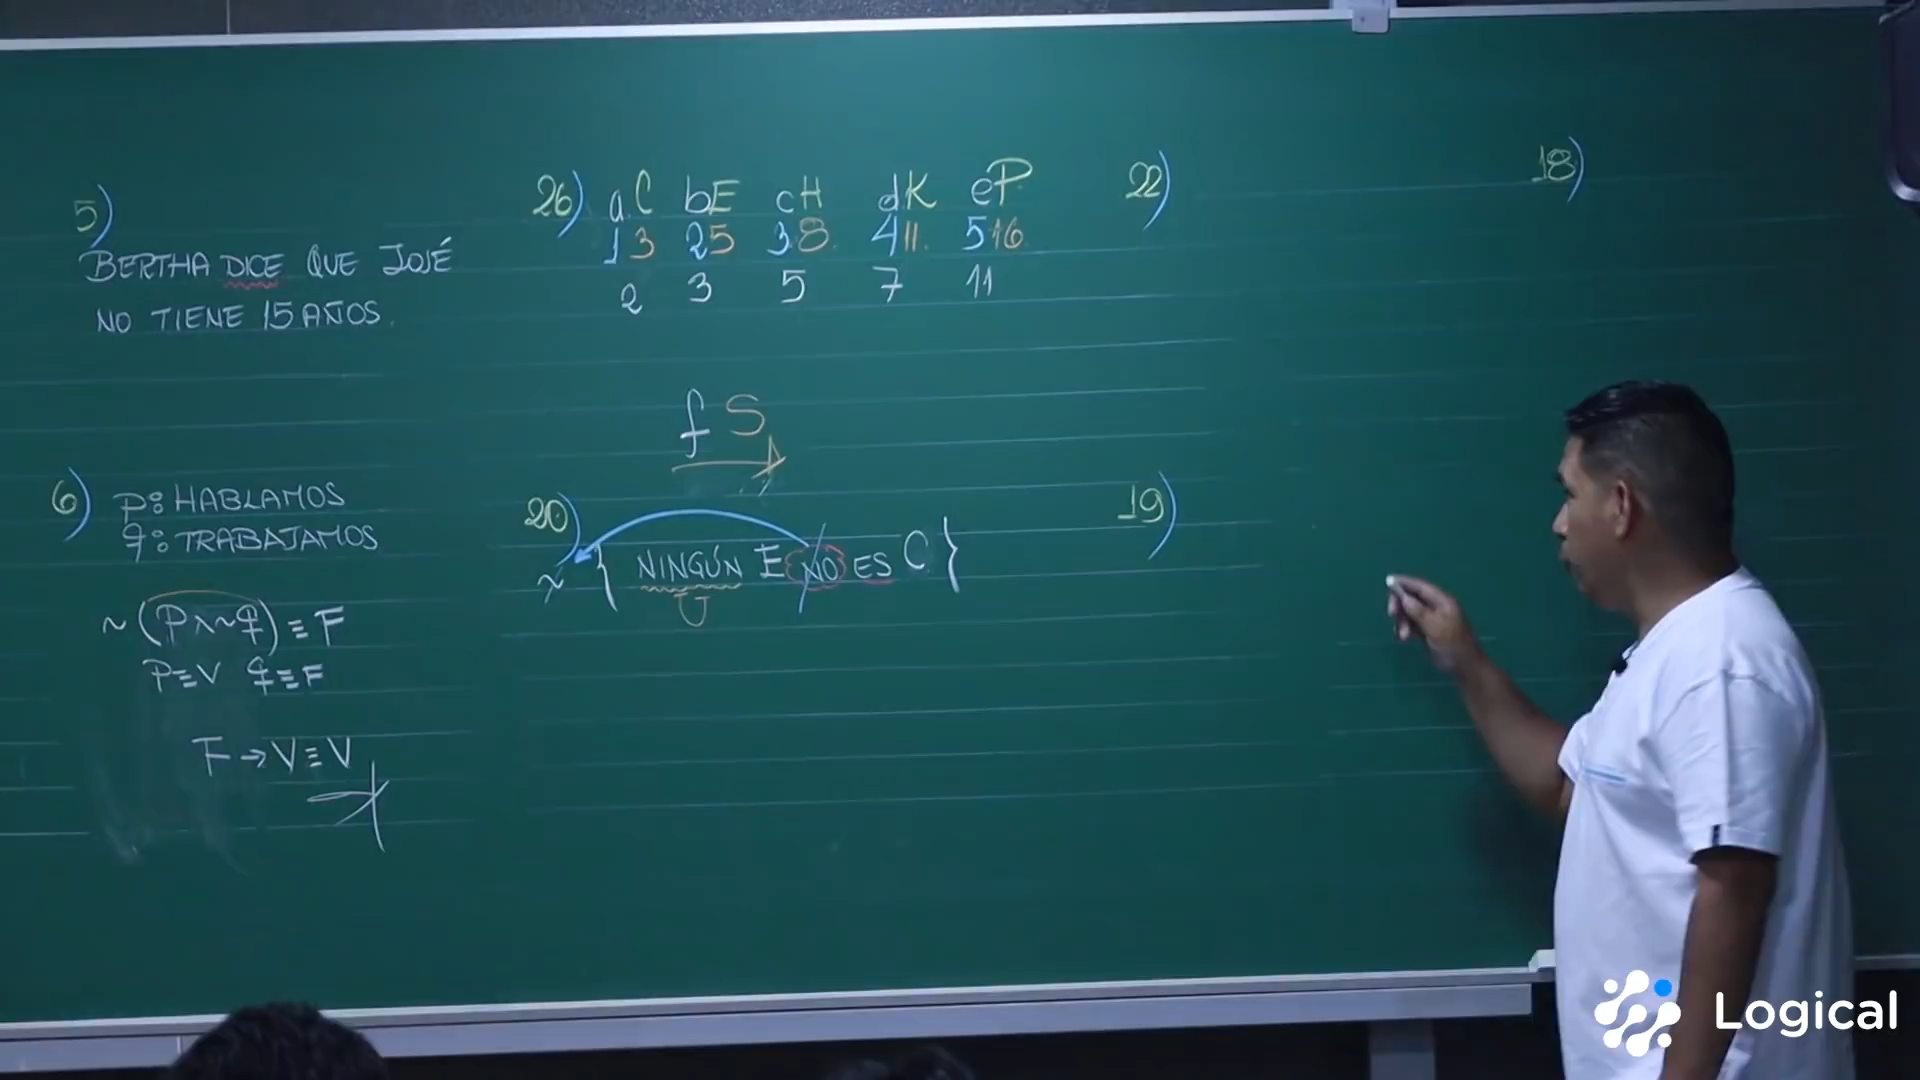 5)
BERTHA DICE QUE JOSÉ
NO TIENE 15 AÑOS.
6) p: HABLAMOS
q: TRABAJAMOS
~(p∧~q)≡F
p≡V q≡F
F→V≡V
26) aC bE cH dK eP
13 25 38 411 516
2 3 5 7 11
f S
20)
~{NINGÚN E NO ES C}
U
22)
19)
18)
Logical